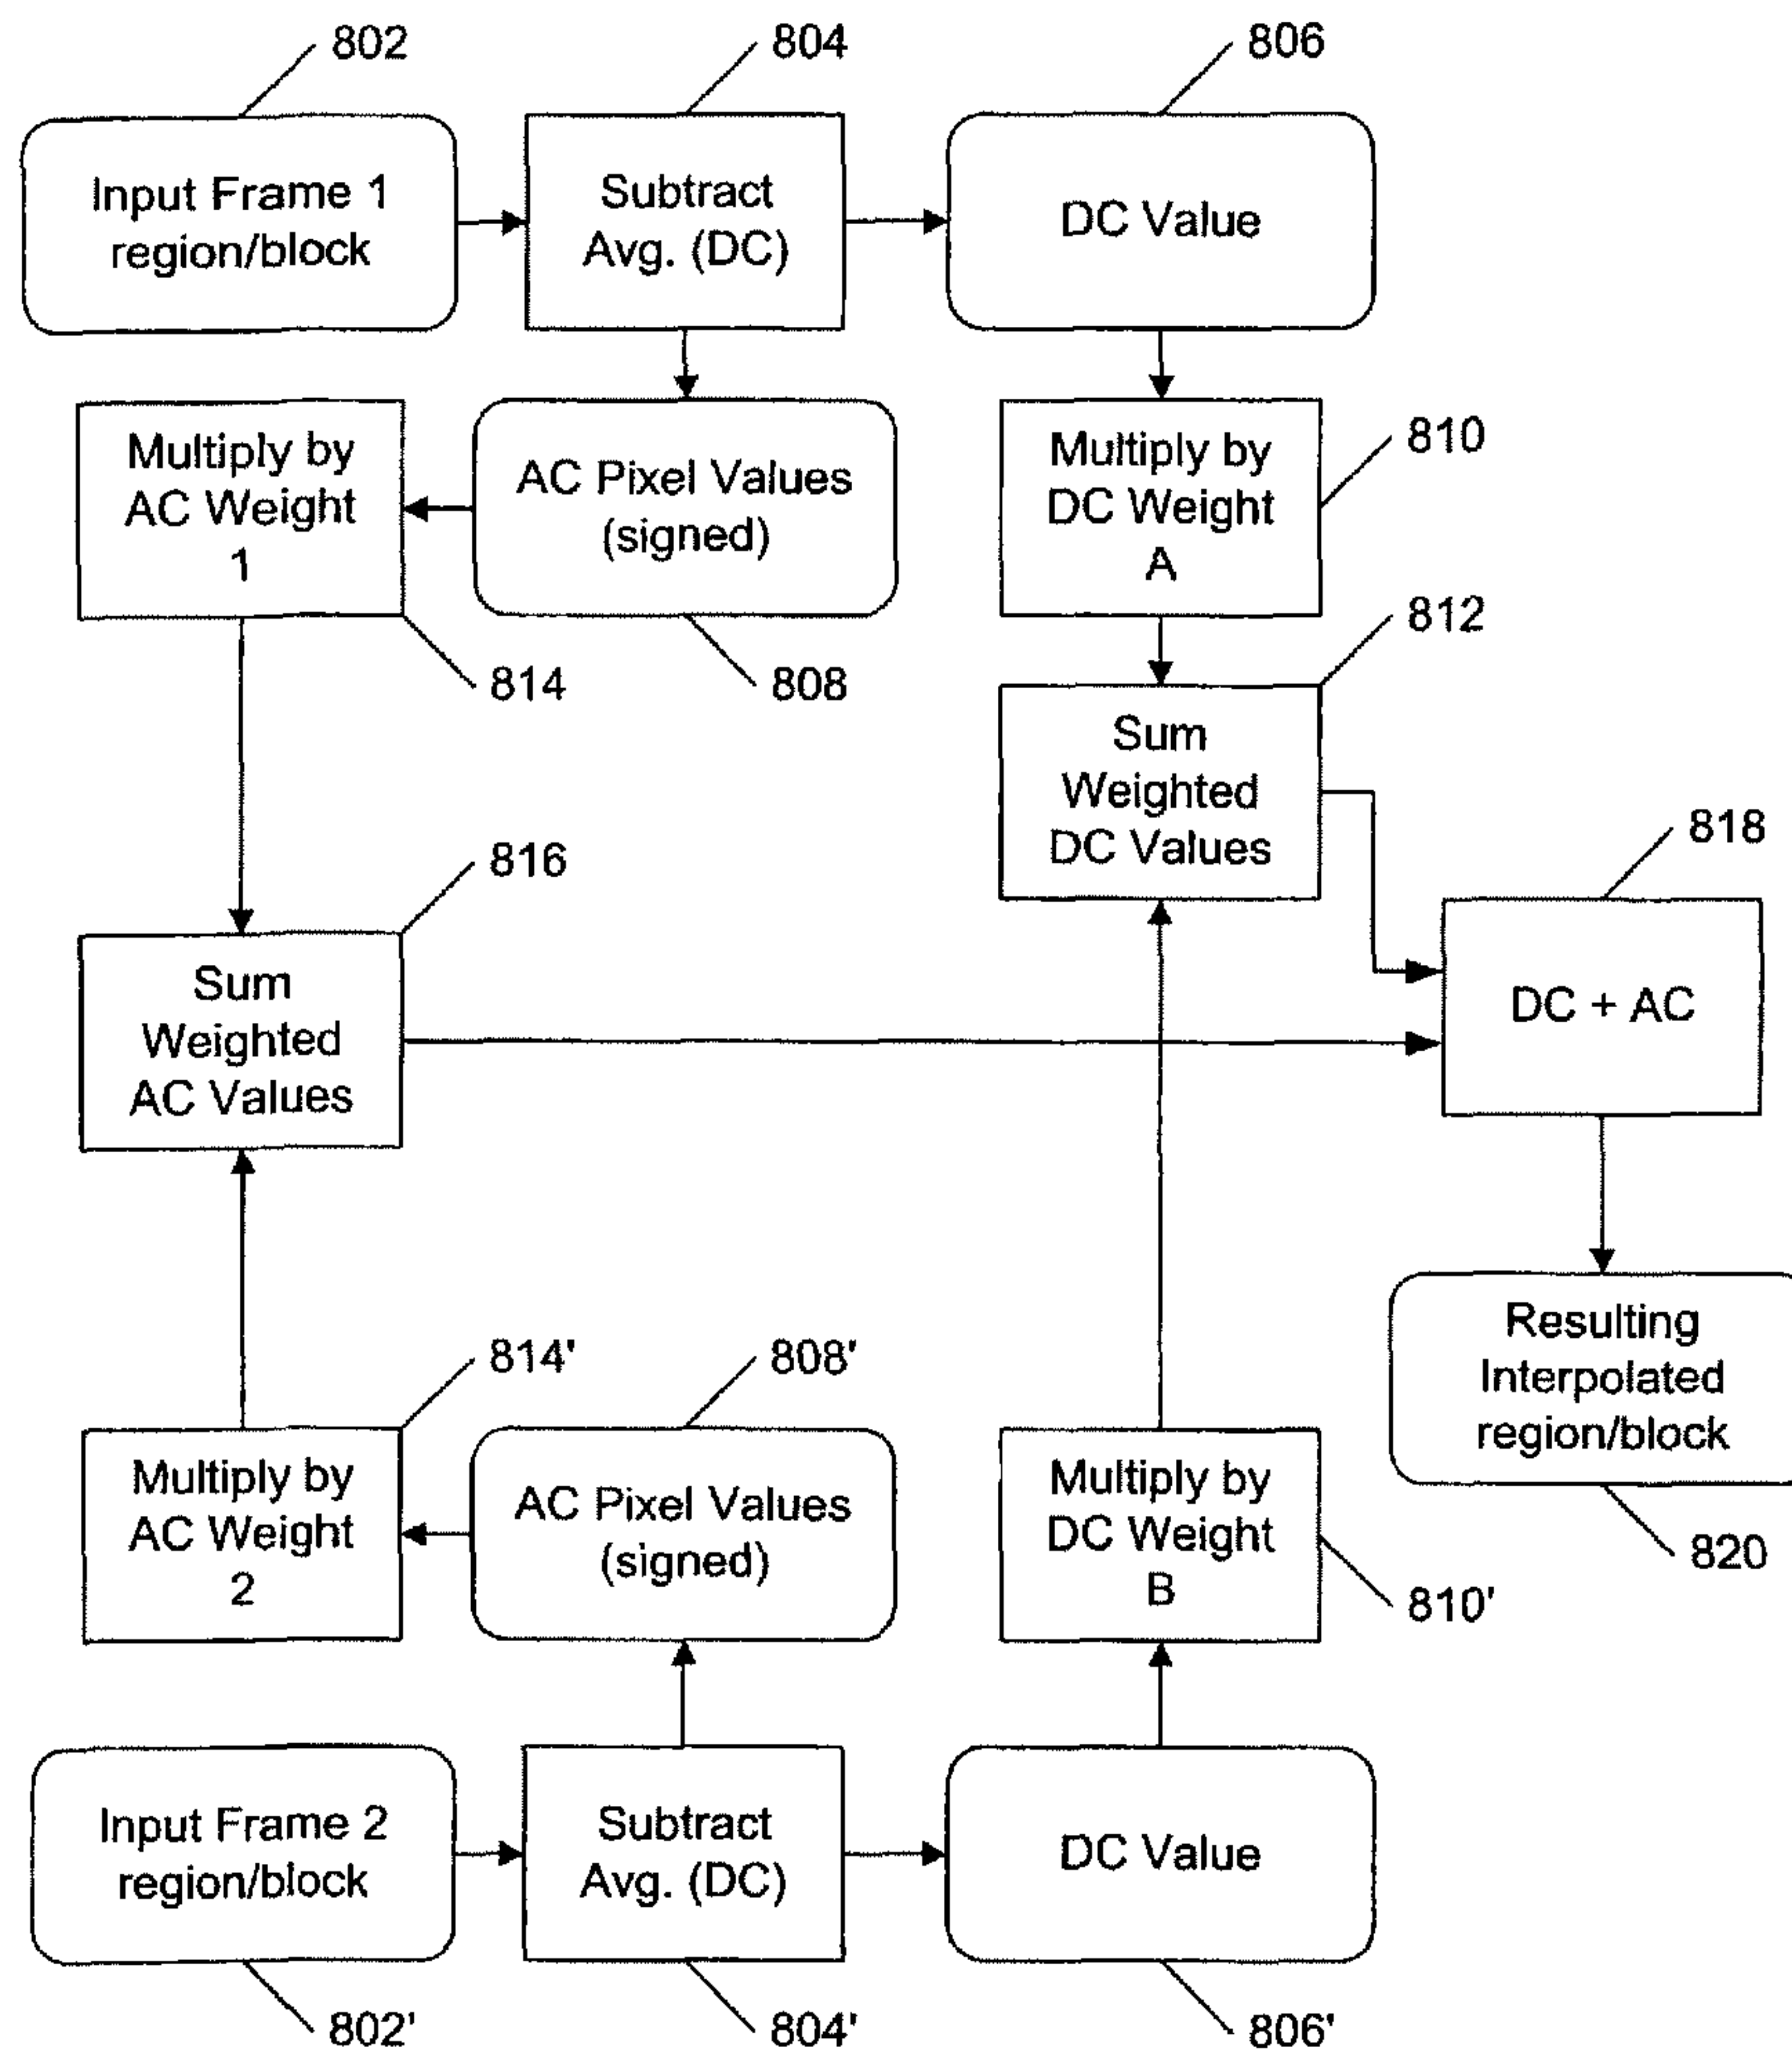 802
804
806
Input Frame 1
region/block
Subtract
Avg. (DC)
DC Value
Multiply by
AC Weight
1
AC Pixel Values
(signed)
Multiply by
DC Weight
A
810
814
808
812
Sum
Weighted
DC Values
816
818
Sum
Weighted
AC Values
DC + AC
Resulting
Interpolated
region/block
814'
808'
Multiply by
AC Weight
2
AC Pixel Values
(signed)
Multiply by
DC Weight
B
820
810'
Input Frame 2
region/block
Subtract
Avg. (DC)
DC Value
802'
804'
806'